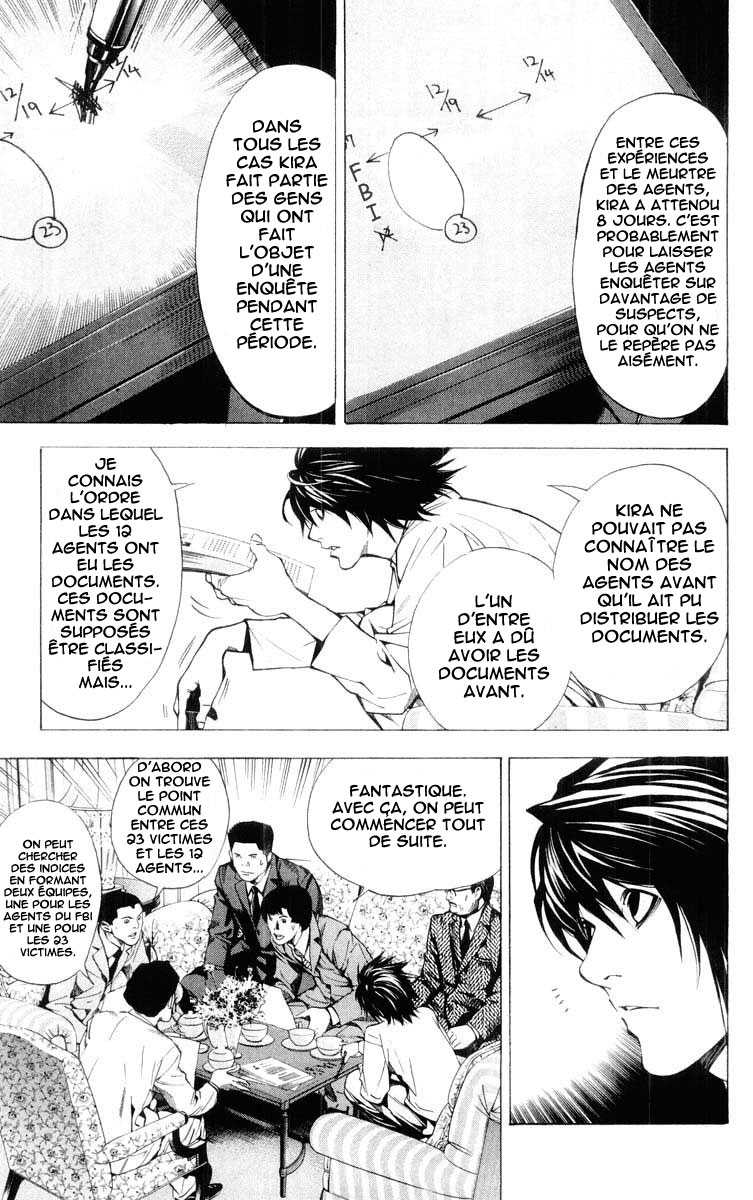 ENTRE CES
EXPÉRIENCES
ET LE MEURTRE
DES AGENTS,
KIRA A ATTENDU
8 JOURS. C'EST
PROBABLEMENT
POUR LAISSER
LES AGENTS
ENQUÊTER SUR
DAVANTAGE DE
SUSPECTS,
POUR QU'ON NE
LE REPÈRE PAS
AISÉMENT.
12/14
12/19
7
FBI
23
DANS
TOUS LES
CAS KIRA
FAIT PARTIE
DES GENS
QUI ONT
FAIT
L'OBJET
D'UNE
ENQUÊTE
PENDANT
CETTE
PÉRIODE.
12/14
12/19
23
KIRA NE
POUVAIT PAS
CONNAÎTRE LE
NOM DES
AGENTS AVANT
QU'IL AIT PU
DISTRIBUER LES
DOCUMENTS.
L'UN
D'ENTRE
EUX A DÛ
AVOIR LES
DOCUMENTS
AVANT.
JE
CONNAIS
L'ORDRE
DANS LEQUEL
LES 12
AGENTS ONT
EU LES
DOCUMENTS.
CES DOCU-
MENTS SONT
SUPPOSÉS
ÊTRE CLASSI-
FIÉS
MAIS...
FANTASTIQUE.
AVEC ÇA, ON PEUT
COMMENCER TOUT
DE SUITE.
D'ABORD
ON TROUVE
LE POINT
COMMUN
ENTRE CES
23 VICTIMES
ET LES 12
AGENTS...
ON PEUT
CHERCHER
DES INDICES
EN FORMANT
DEUX ÉQUIPES,
UNE POUR LES
AGENTS DU FBI
ET UNE POUR
LES 23
VICTIMES.